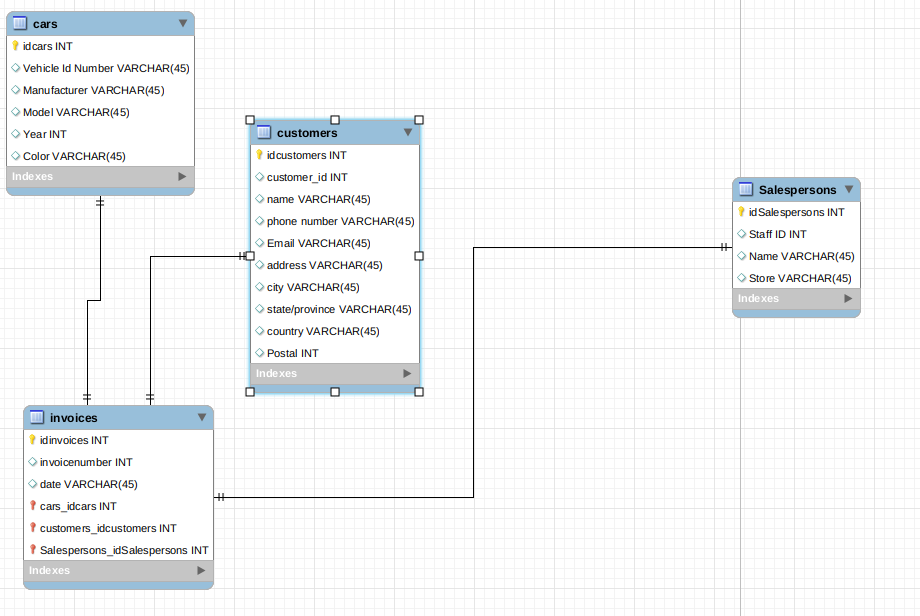 cars
idcars INT
Vehicle Id Number VARCHAR(45)
Manufacturer VARCHAR(45)
Model VARCHAR(45)
Year INT
Color VARCHAR(45)
Indexes
customers
idcustomers INT
customer_id INT
name VARCHAR(45)
phone number VARCHAR(45)
Email VARCHAR(45)
address VARCHAR(45)
city VARCHAR(45)
state/province VARCHAR(45)
country VARCHAR(45)
Postal INT
Indexes
Salespersons
idSalespersons INT
Staff ID INT
Name VARCHAR(45)
Store VARCHAR(45)
Indexes
invoices
idinvoices INT
invoicenumber INT
date VARCHAR(45)
cars_idcars INT
customers_idcustomers INT
Salespersons_idSalespersons INT
Indexes